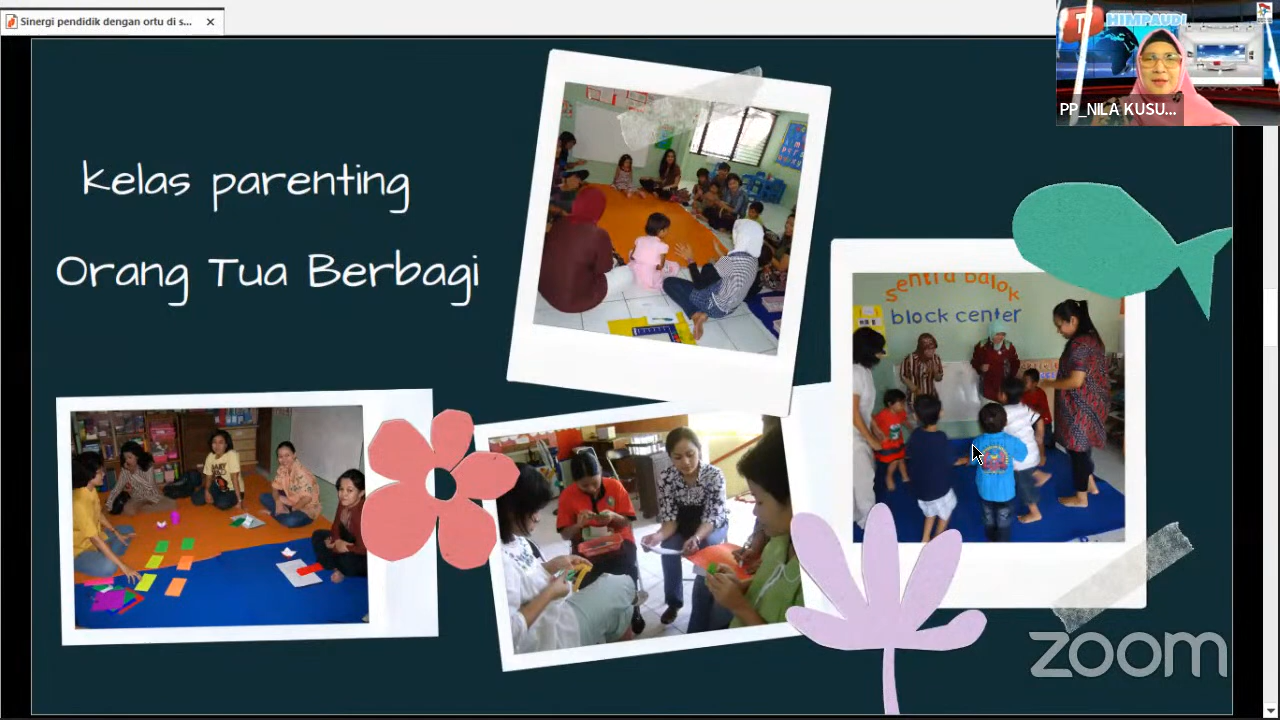 Sinergi pendidik dengan ortu di s...
HIMPAUDI
PP_NILA KUSU...
kelas parenting
Orang Tua Berbagi
sentra balok
block center
zoom